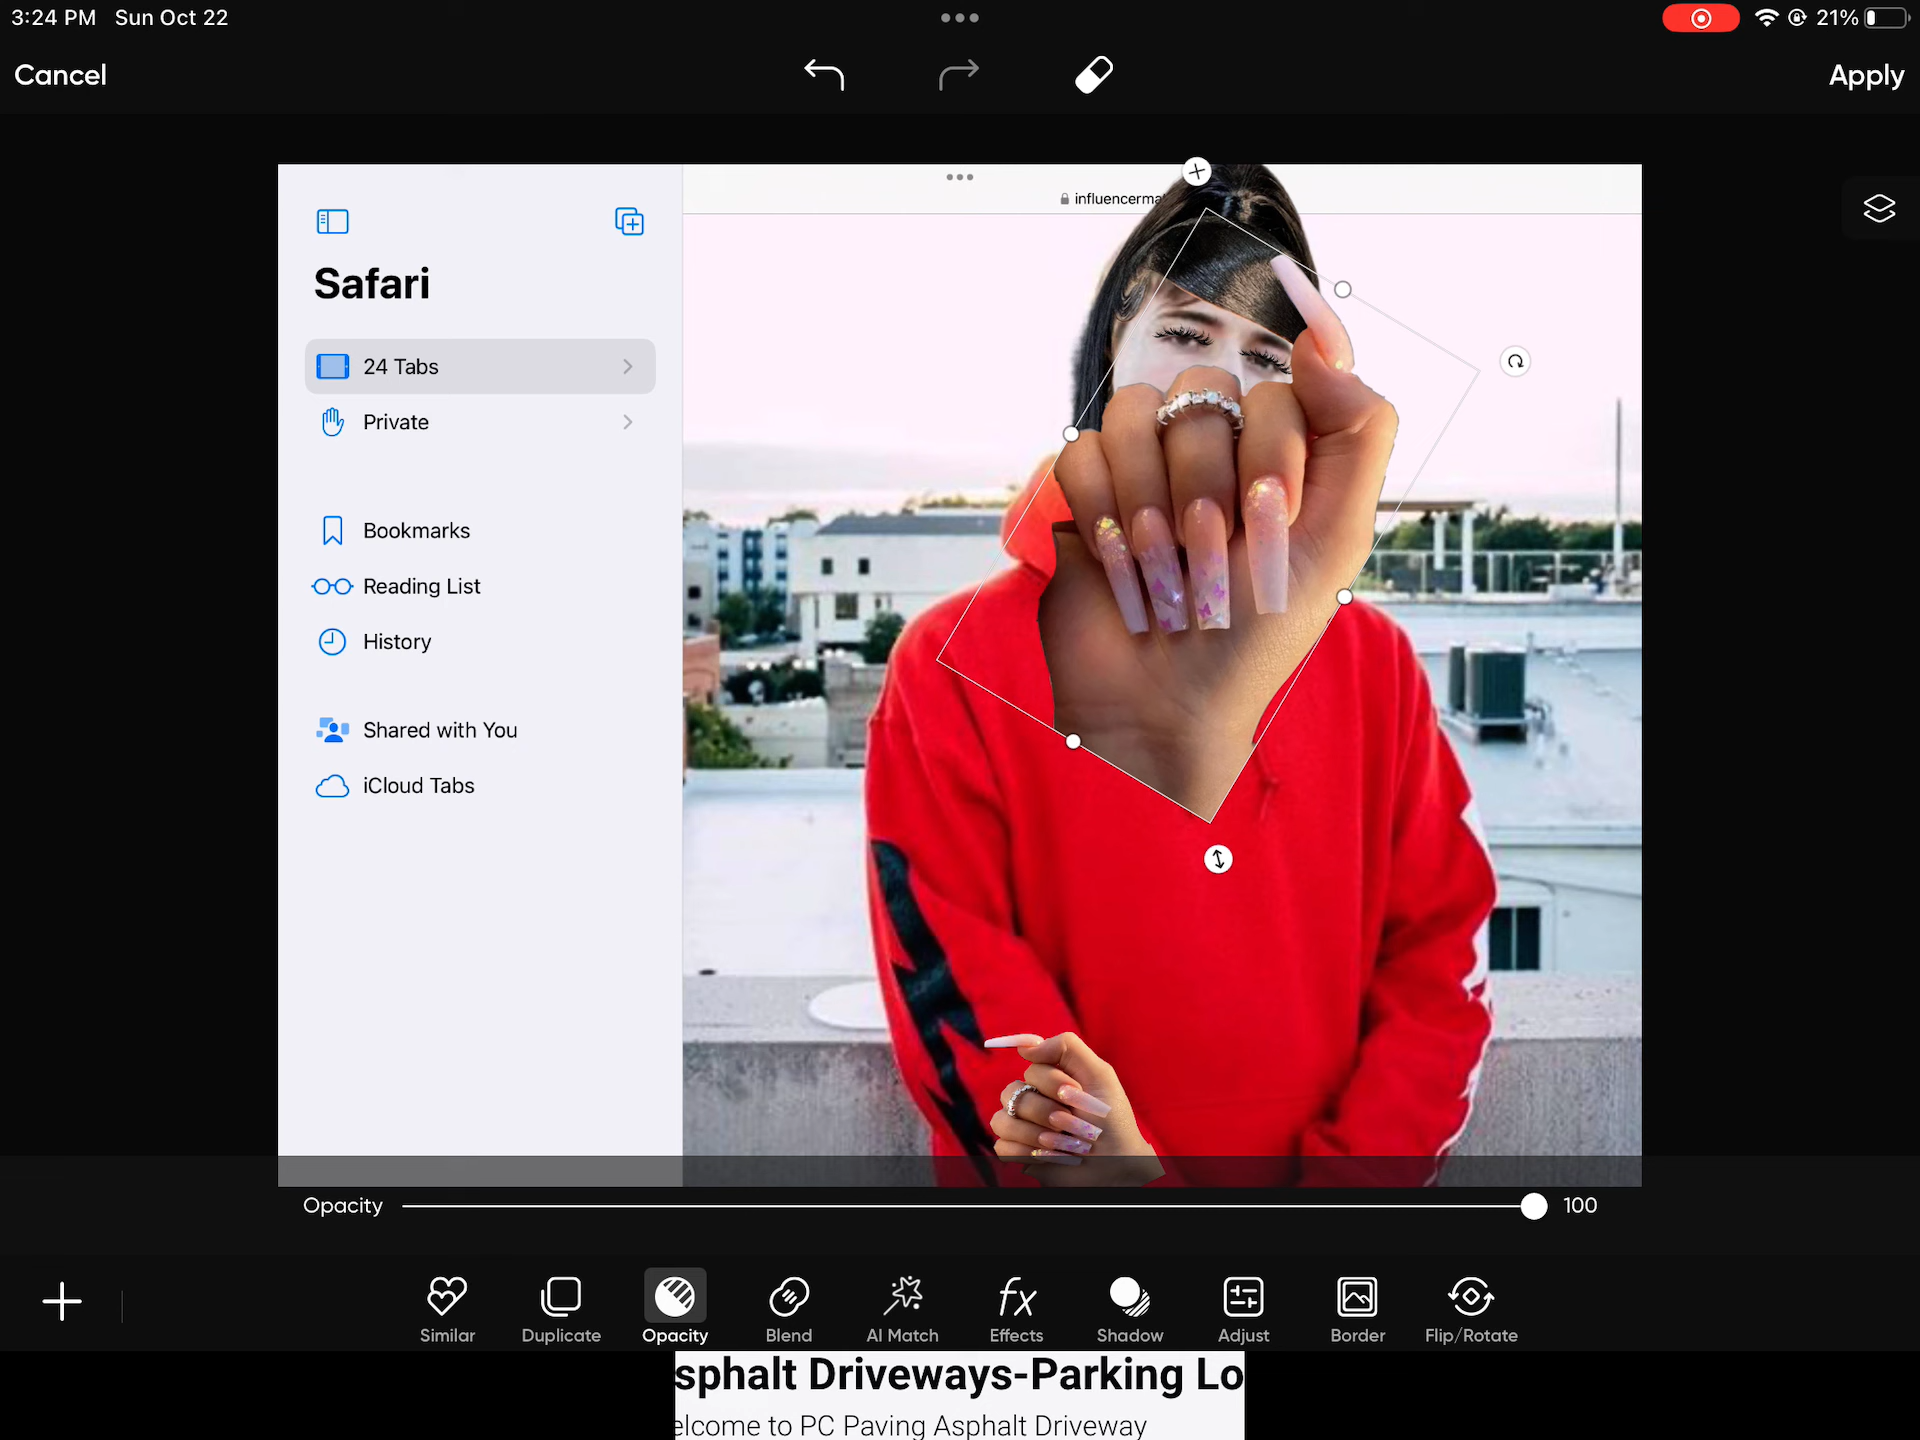 3:24 PM Sun Oct 22
21%
Cancel
Apply
influencerma
Safari
24 Tabs
Private
Bookmarks
Reading List
History
Shared with You
iCloud Tabs
Opacity
100
Similar
Duplicate
Opacity
Blend
AI Match
fx
Effects
Shadow
Adjust
Border
Flip/Rotate
sphalt Driveways-Parking Lo
elcome to PC Paving Asphalt Driveway